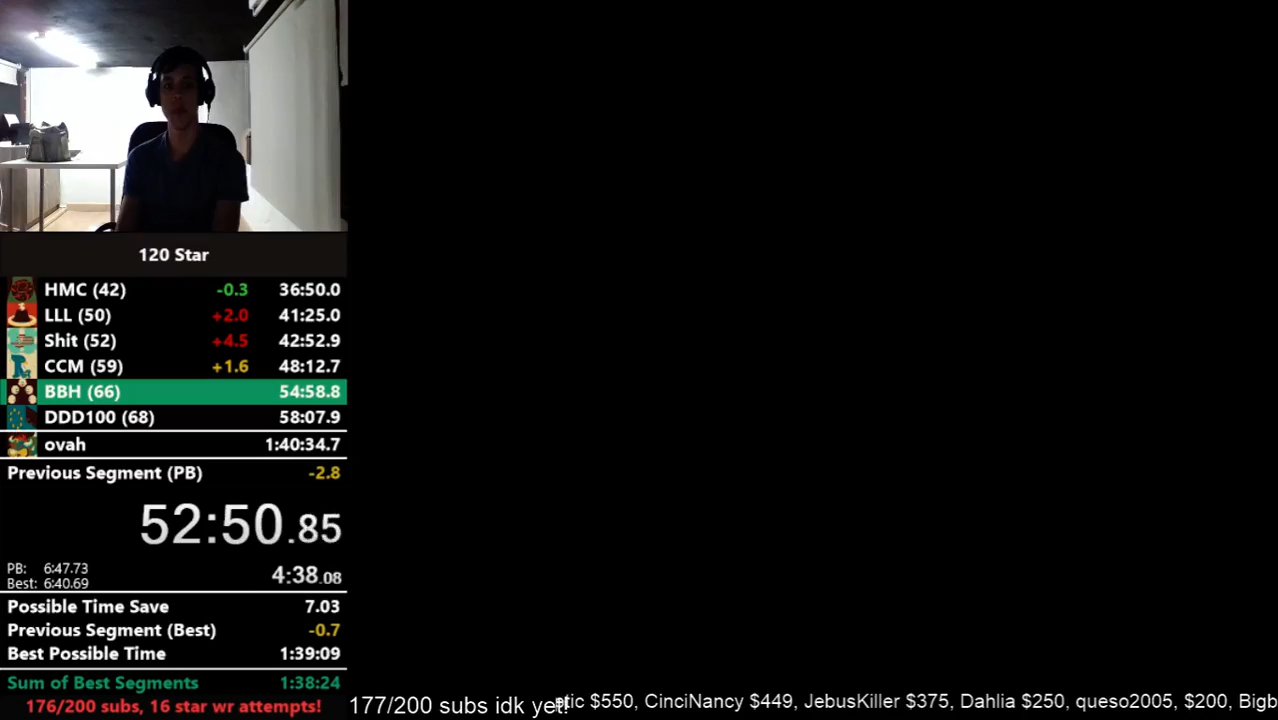 120 Star
HMC (42) -0.3 36:50.0
LLL (50) +2.0 41:25.0
Shit (52) +4.5 42:52.9
CCM (59) +1.6 48:12.7
BBH (66) 54:58.8
DDD100 (68) 58:07.9
ovah 1:40:34.7
Previous Segment (PB) -2.8
52:50.85
PB: 6:47.73
Best: 6:40.69
4:38.08
Possible Time Save 7.03
Previous Segment (Best) -0.7
Best Possible Time 1:39:09
Sum of Best Segments 1:38:24
176/200 subs, 16 star wr attempts!
177/200 subs idk yet!
ptic $550, CinciNancy $449, JebusKiller $375, Dahlia $250, queso2005, $200, Bigb